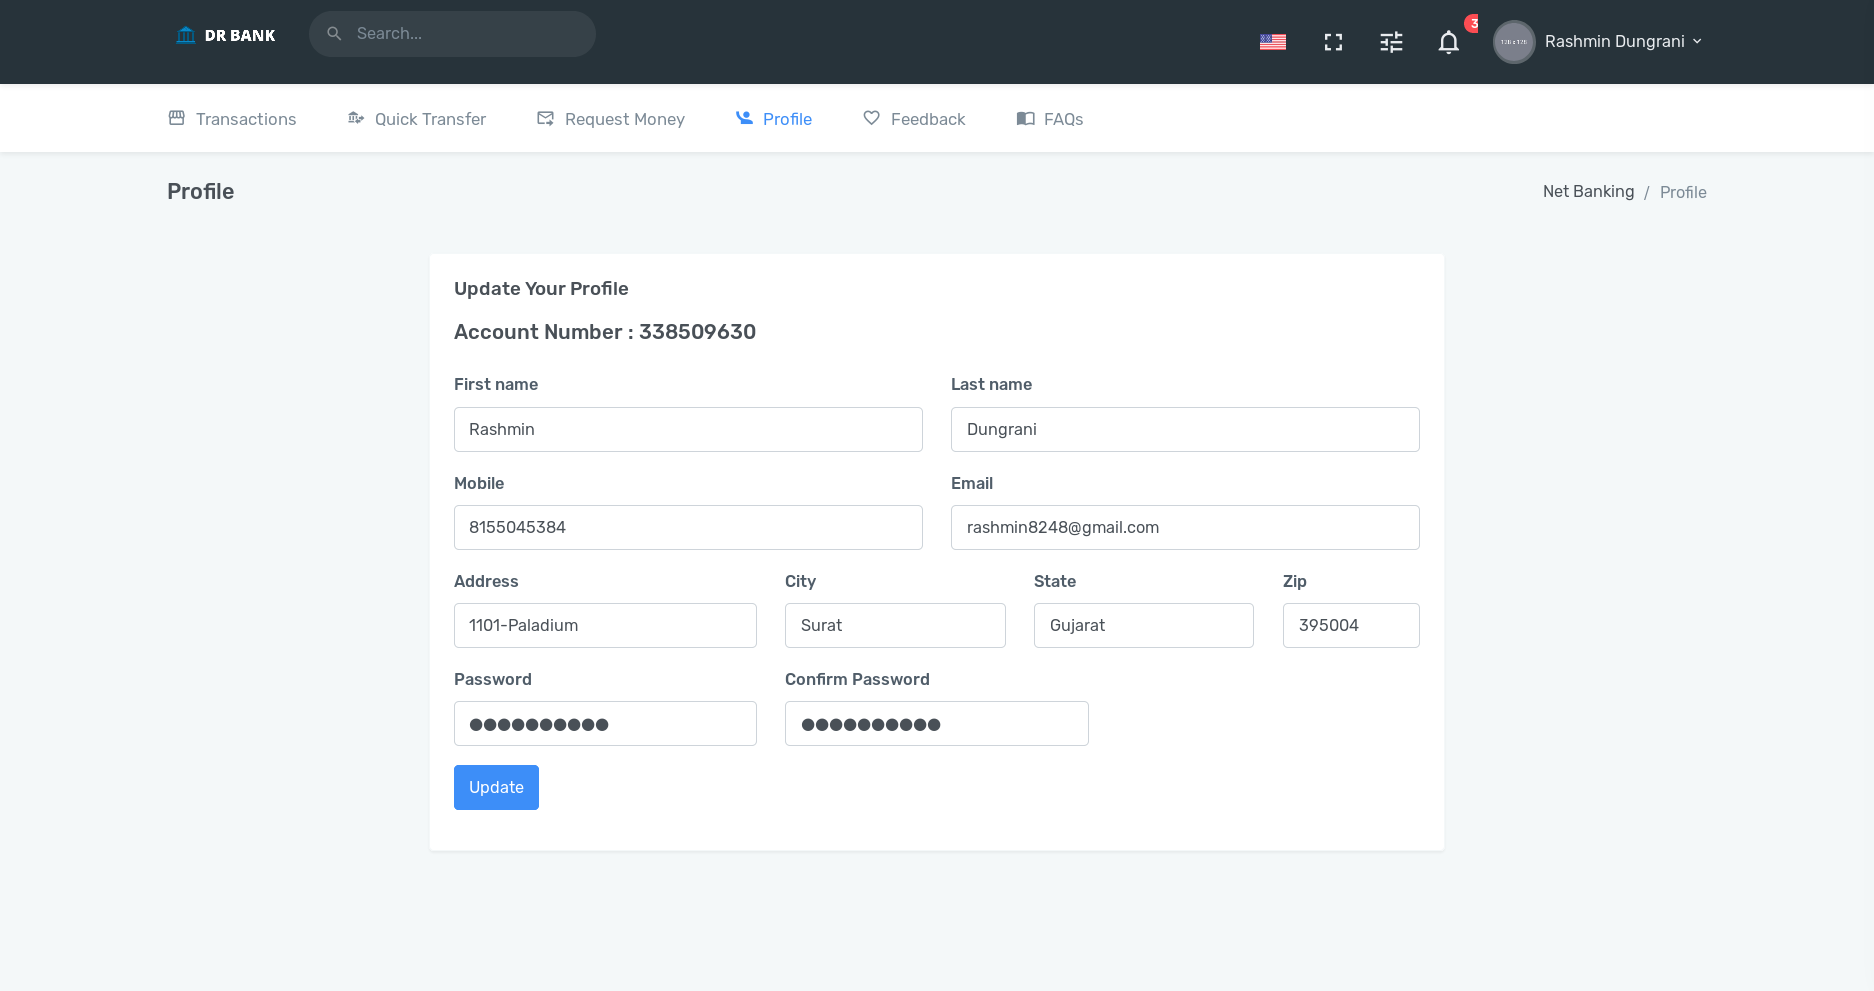 DR BANK
Search...
3
128 x 128
Rashmin Dungrani
Transactions
Quick Transfer
Request Money
Profile
Feedback
FAQs
Profile
Net Banking / Profile
Update Your Profile
Account Number : 338509630
First name
Last name
Rashmin
Dungrani
Mobile
Email
8155045384
rashmin8248@gmail.com
Address
City
State
Zip
1101-Paladium
Surat
Gujarat
395004
Password
Confirm Password
●●●●●●●●●●
●●●●●●●●●●
Update